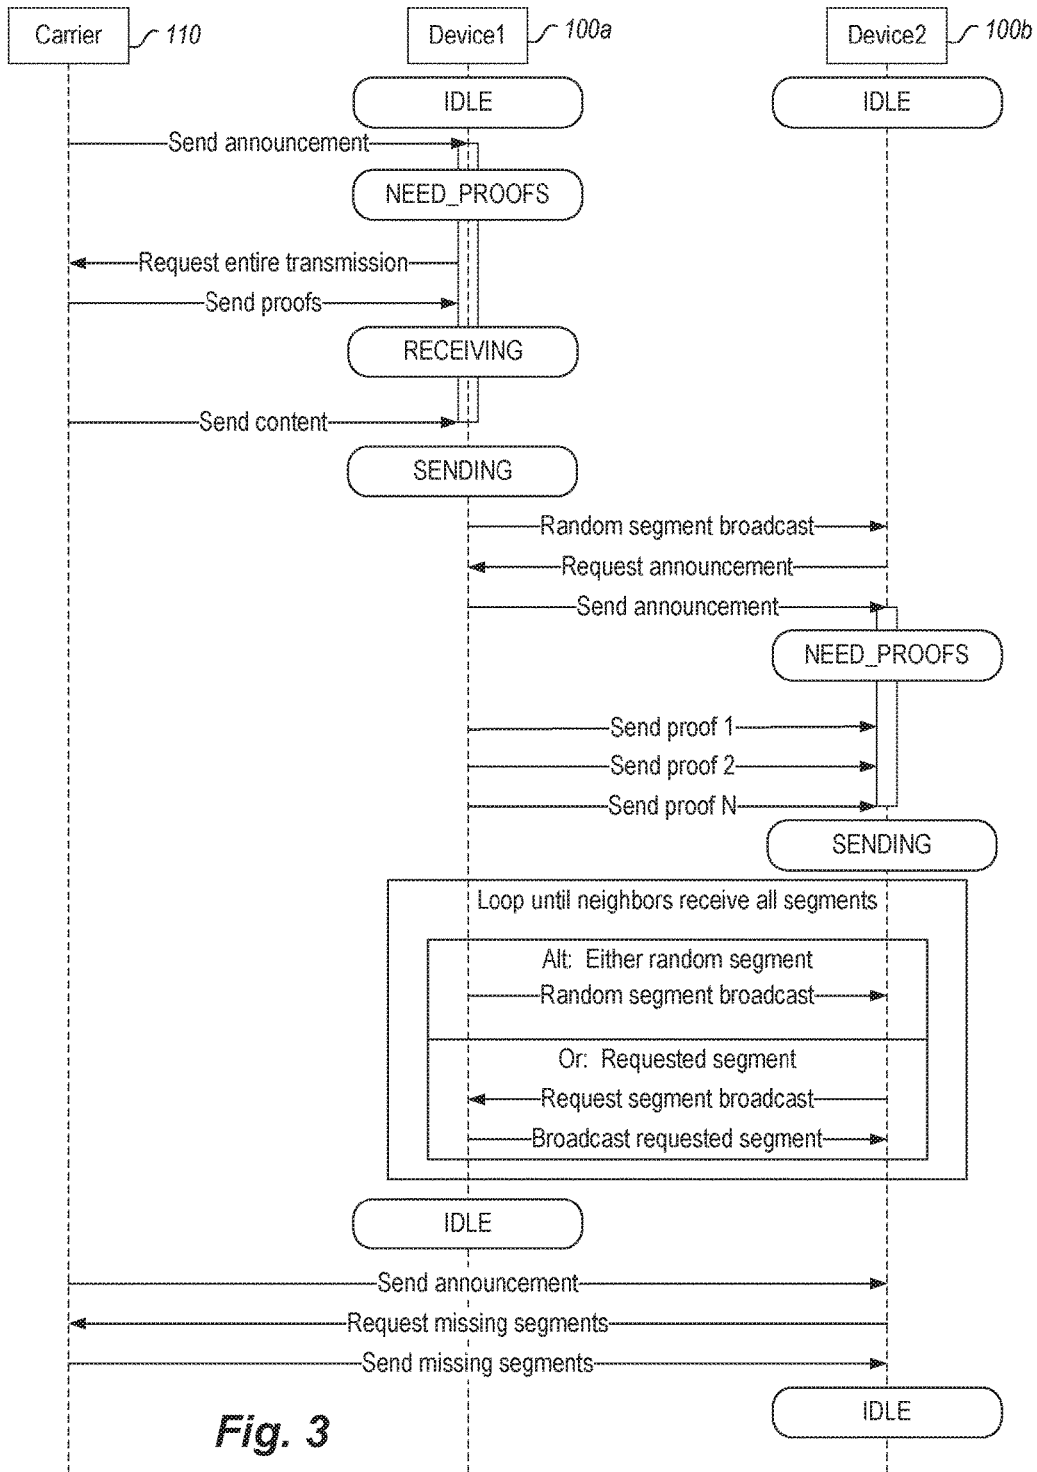 Carrier 110 Device1 100a Device2 100b
IDLE IDLE
Send announcement
NEED_PROOFS
Request entire transmission
Send proofs
RECEIVING
Send content
SENDING
Random segment broadcast
Request announcement
Send announcement
NEED_PROOFS
Send proof 1
Send proof 2
Send proof N
SENDING
Loop until neighbors receive all segments
Alt: Either random segment
Random segment broadcast
Or: Requested segment
Request segment broadcast
Broadcast requested segment
IDLE
Send announcement
Request missing segments
Send missing segments
IDLE
Fig. 3